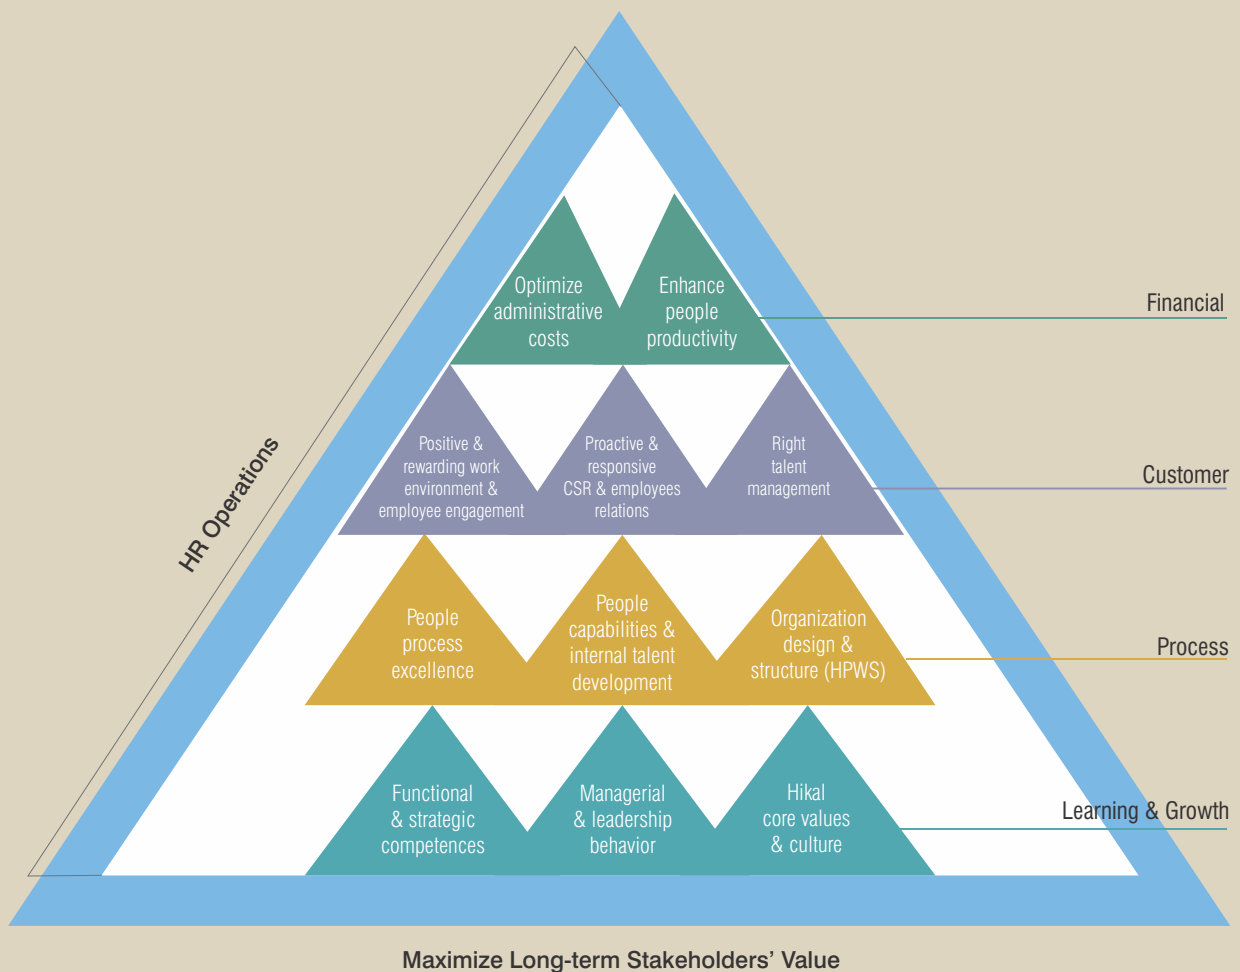 Optimize
administrative
costs
Enhance
people
productivity
Financial
Positive &
rewarding work
environment &
employee engagement
Proactive &
responsive
CSR & employees
relations
Right
talent
management
Customer
HR Operations
People
process
excellence
People
capabilities &
internal talent
development
Organization
design &
structure (HPWS)
Process
Functional
& strategic
competences
Managerial
& leadership
behavior
Hikal
core values
& culture
Learning & Growth
Maximize Long-term Stakeholders’ Value